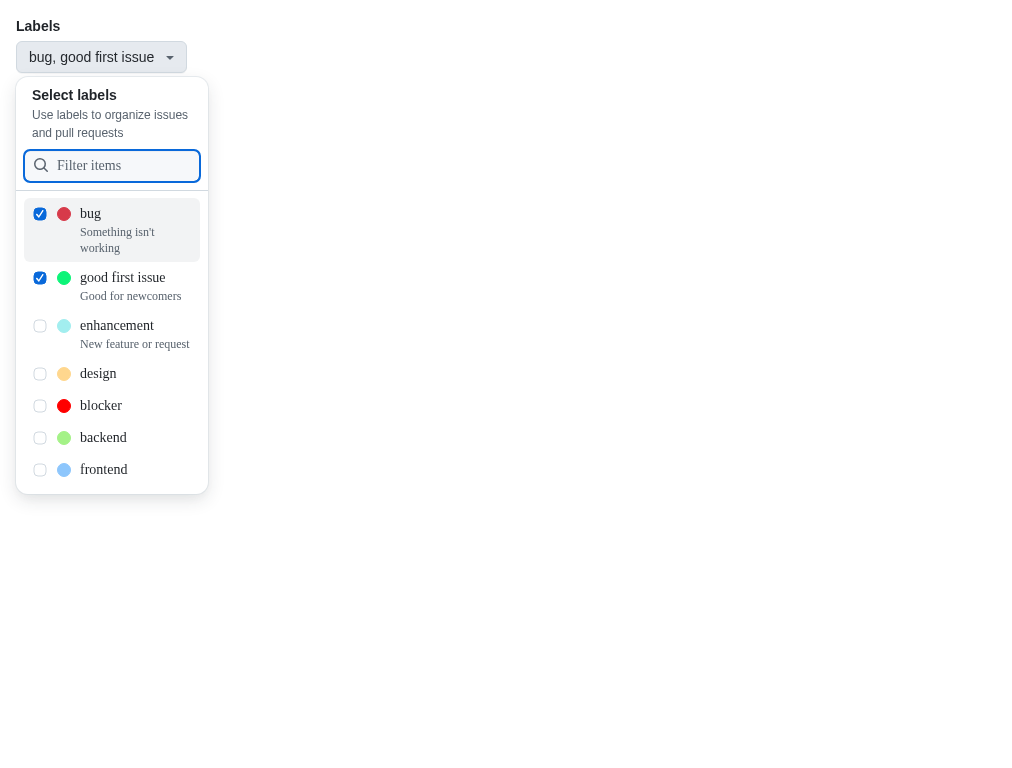 Labels
bug, good first issue
Select labels
Use labels to organize issues
and pull requests
Filter items
bug
Something isn't
working
good first issue
Good for newcomers
enhancement
New feature or request
design
blocker
backend
frontend